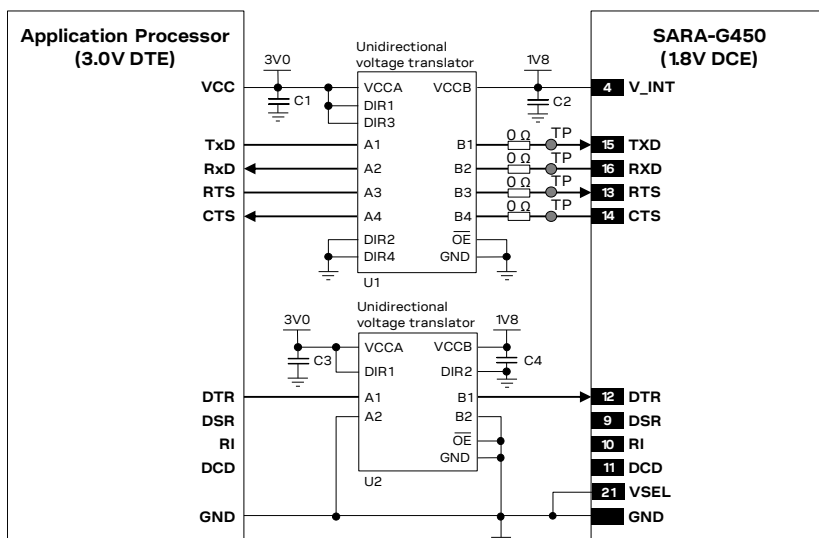 Application Processor
(3.0V DTE)
SARA-G450
(1.8V DCE)
Unidirectional
voltage translator
3V0
1V8
VCC
C1
VCCA
VCCB
C2
4
V_INT
DIR1
DIR3
TxD
A1
B1
0 Ω
TP
15
TXD
RxD
A2
B2
0 Ω
TP
16
RXD
RTS
A3
B3
0 Ω
TP
13
RTS
CTS
A4
B4
0 Ω
TP
14
CTS
DIR2
OE
DIR4
GND
U1
Unidirectional
voltage translator
3V0
1V8
C3
VCCA
VCCB
C4
DIR1
DIR2
DTR
A1
B1
12
DTR
DSR
A2
B2
9
DSR
RI
OE
10
RI
DCD
GND
11
DCD
U2
21
VSEL
GND
GND